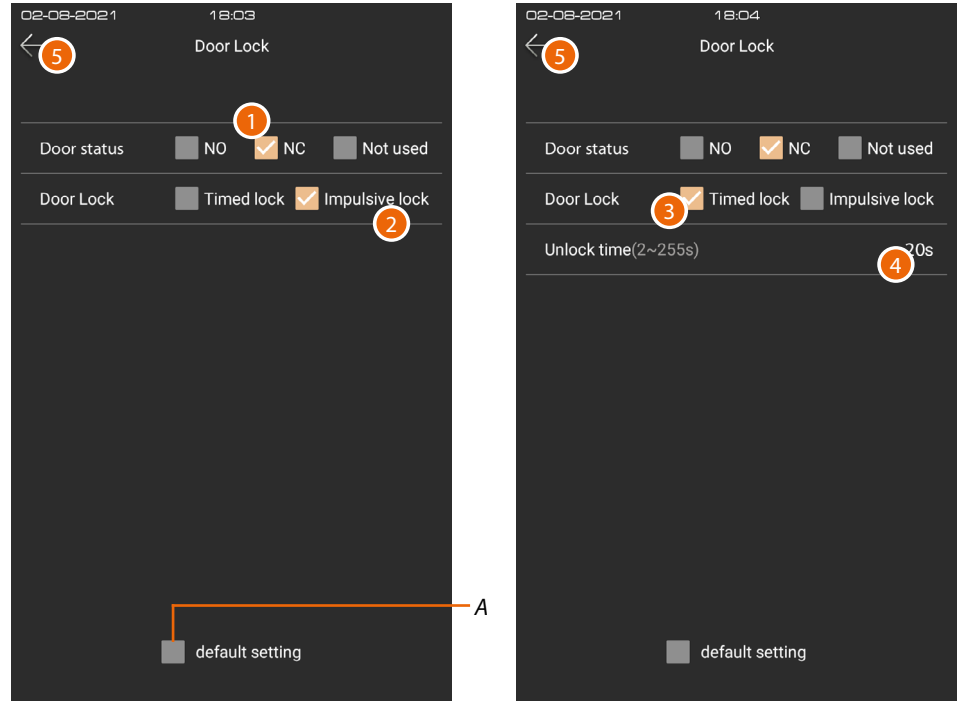 02-08-2021 18:03
5
Door Lock
1
Door status NO NC Not used
Door Lock Timed lock Impulsive lock
2
A
default setting
02-08-2021 18:04
5
Door Lock
Door status NO NC Not used
Door Lock Timed lock Impulsive lock
3
Unlock time(2~255s) 20s
4
default setting